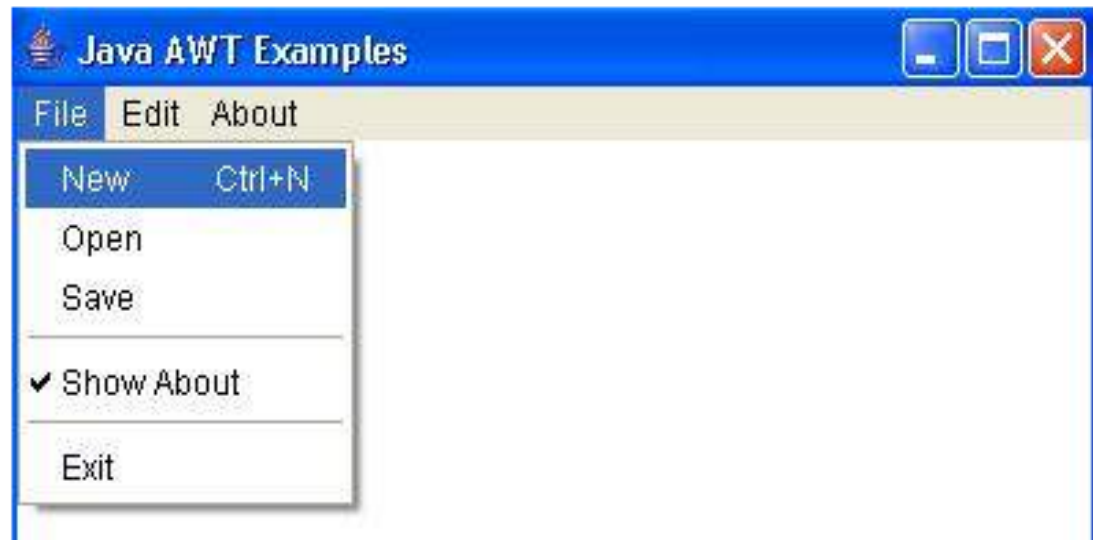 Java AWT Examples
File Edit About
New Ctrl+N
Open
Save
Show About
Exit